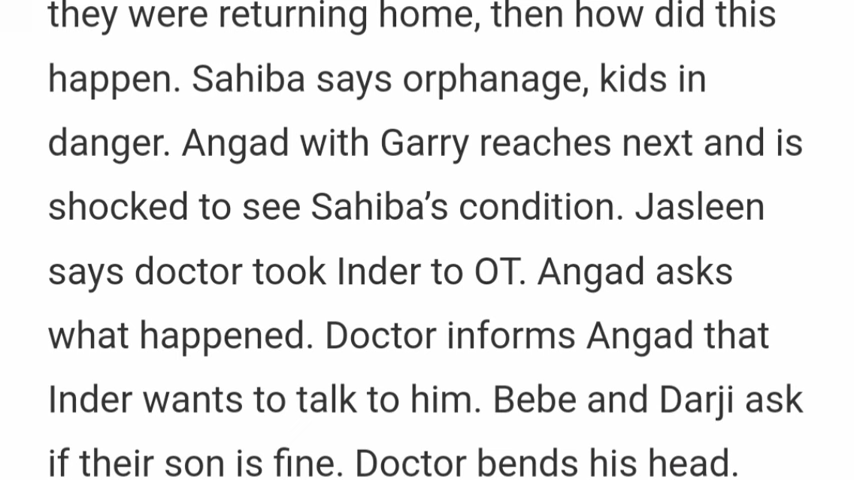 they were returning home, then how did this
happen. Sahiba says orphanage, kids in
danger. Angad with Garry reaches next and is
shocked to see Sahiba’s condition. Jasleen
says doctor took Inder to OT. Angad asks
what happened. Doctor informs Angad that
Inder wants to talk to him. Bebe and Darji ask
if their son is fine. Doctor bends his head.